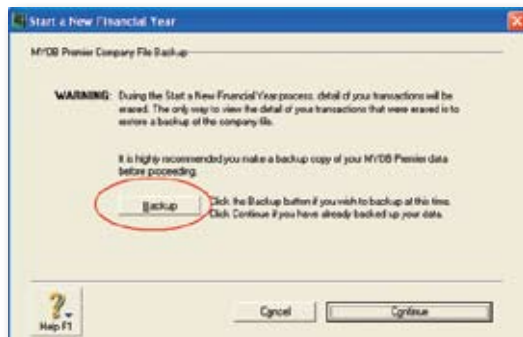 Start a New Financial Year
MYOB Premier Company File Backup
WARNING: During the Start a New Financial Year process, detail of your transactions will be
erased. The only way to view the detail of your transactions that were erased is to
restore a backup of the company file.
It is highly recommended you make a backup copy of your MYOB Premier data
before proceeding.
Backup
Click the Backup button if you wish to backup at this time.
Click Continue if you have already backed up your data.
Help F1
Cancel
Continue